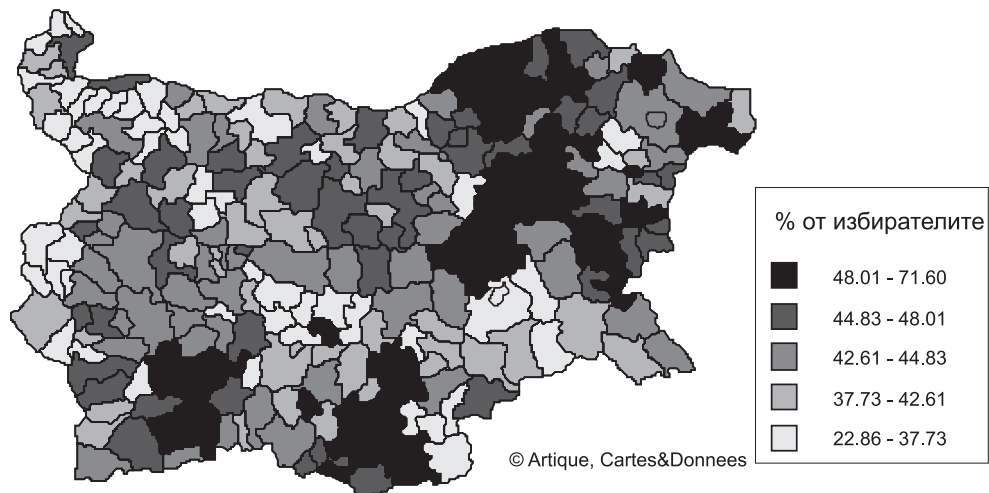 % от избирателите
48.01 - 71.60
44.83 - 48.01
42.61 - 44.83
37.73 - 42.61
22.86 - 37.73
© Artique, Cartes&Donnees